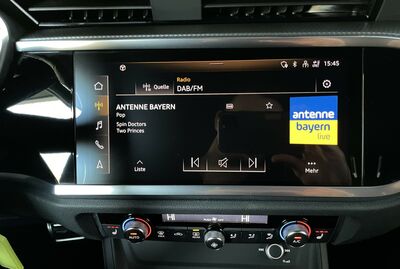 15:45
Radio
Quelle
DAB/FM
ANTENNE BAYERN
Pop
Spin Doctors
Two Princes
antenne
bayern
live
Liste
Mehr
HI
HI
AUTO
A/C